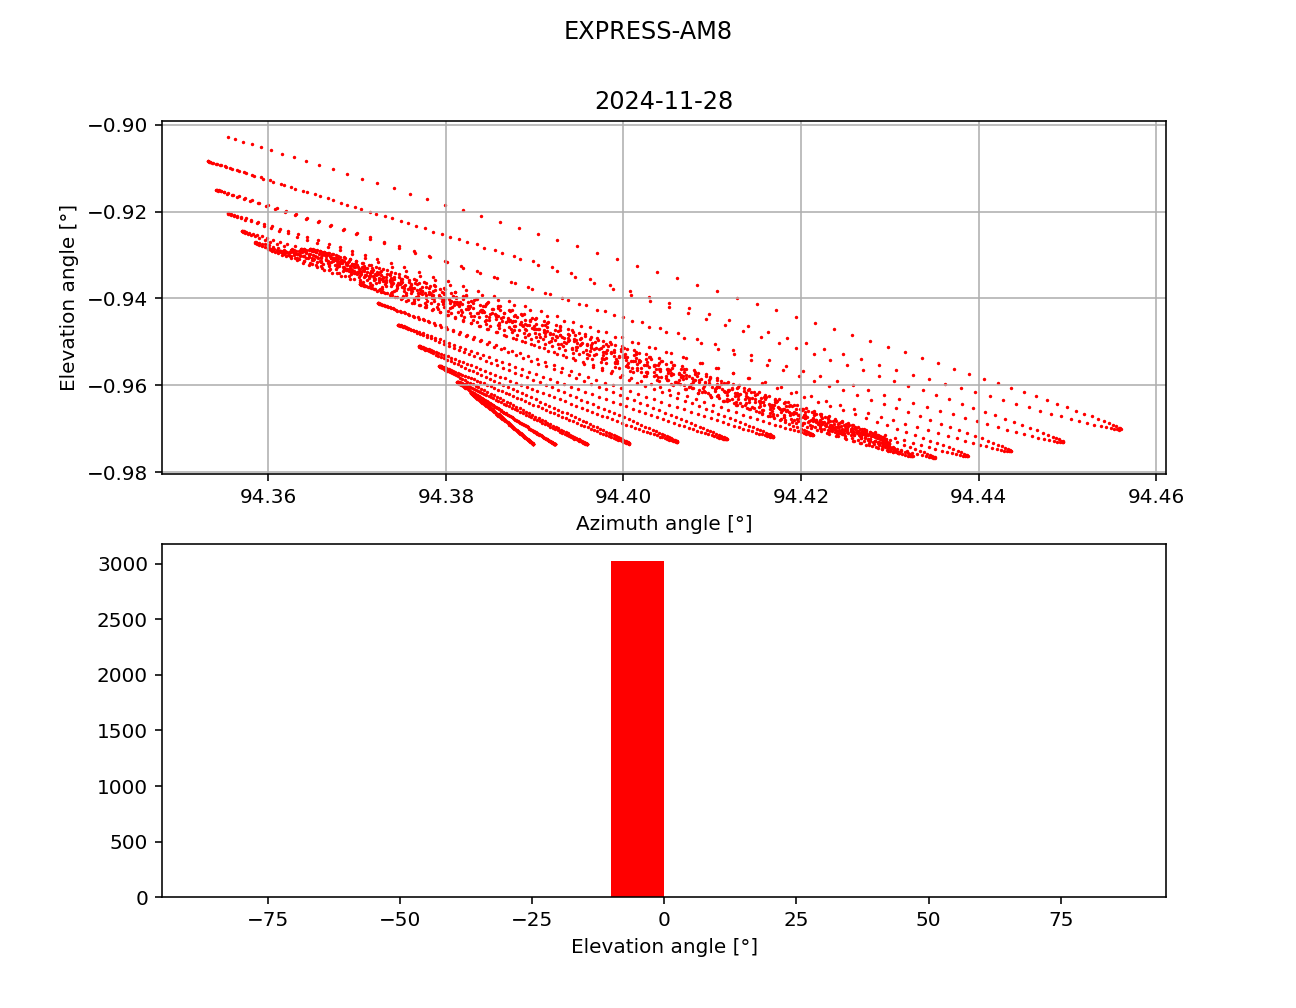 EXPRESS-AM8
2024-11-28
−0.90
−0.92
−0.94
−0.96
−0.98
Elevation angle [°]
94.36 94.38 94.40 94.42 94.44 94.46
Azimuth angle [°]
3000
2500
2000
1500
1000
500
0
−75 −50 −25 0 25 50 75
Elevation angle [°]